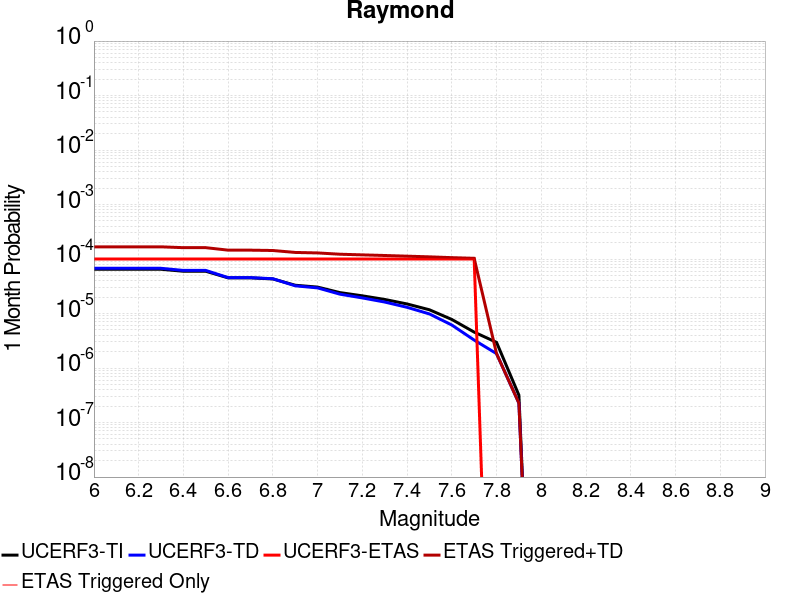 Raymond
10^0
10^-1
10^-2
10^-3
10^-4
10^-5
10^-6
10^-7
10^-8
1 Month Probability
6 6.2 6.4 6.6 6.8 7 7.2 7.4 7.6 7.8 8 8.2 8.4 8.6 8.8 9
Magnitude
UCERF3-TI UCERF3-TD UCERF3-ETAS ETAS Triggered+TD
ETAS Triggered Only